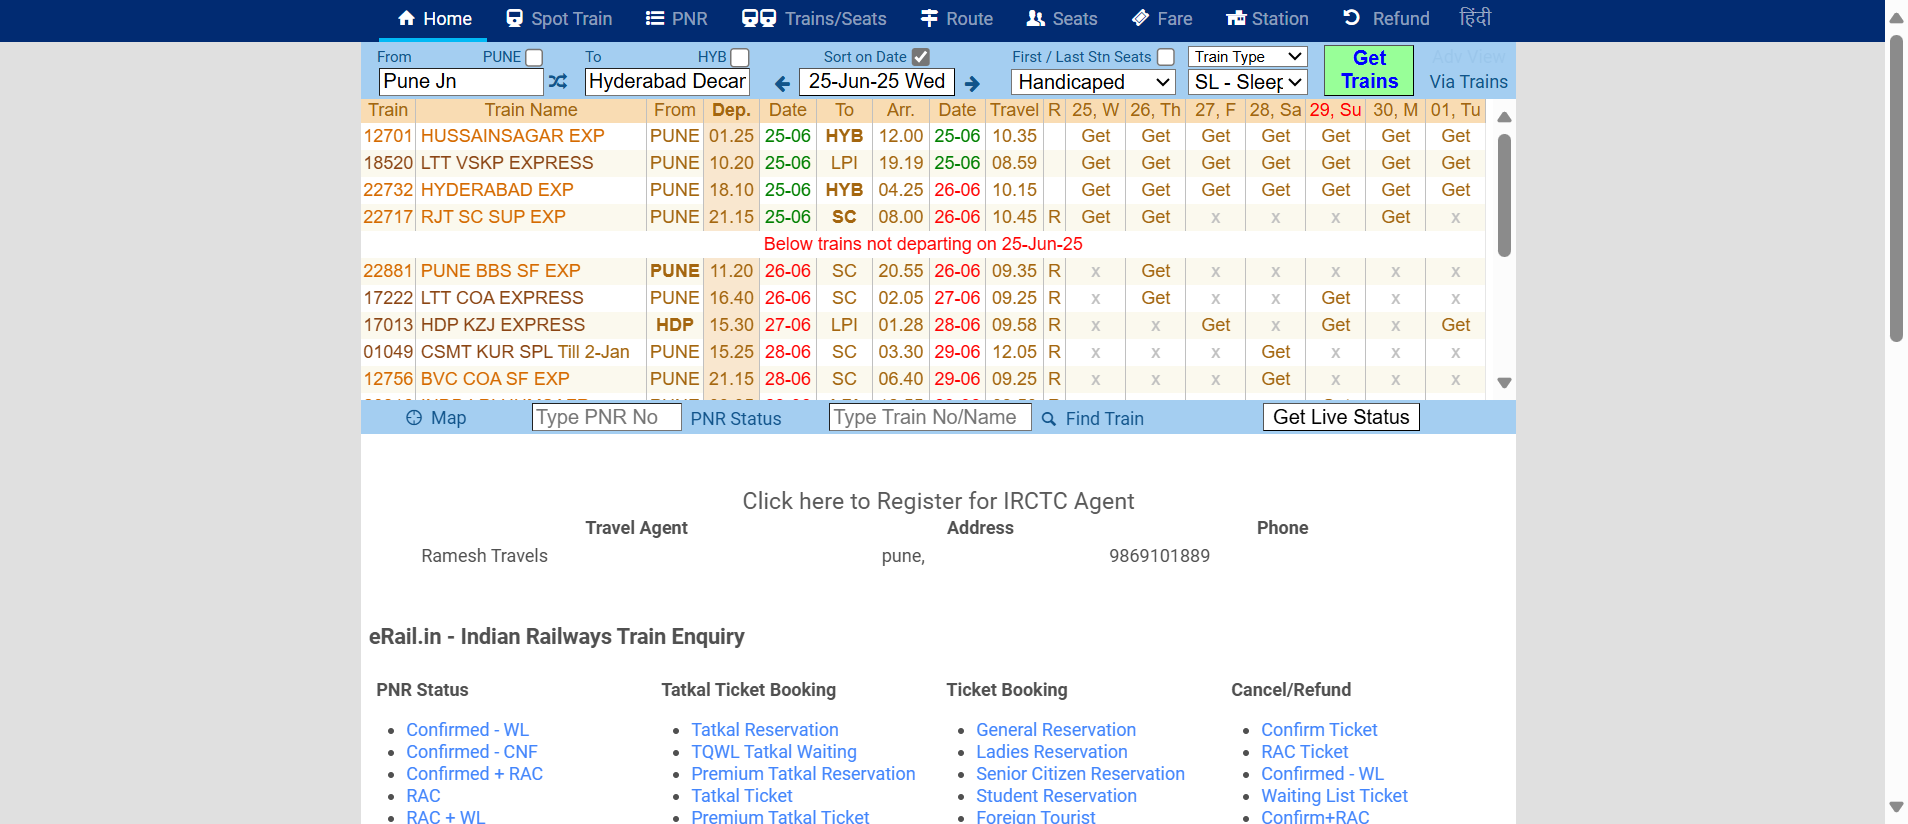 Home Spot Train PNR Trains/Seats Route Seats Fare Station Refund हिंदी
From PUNE To HYB Sort on Date First / Last Stn Seats Train Type Get Trains Adv View
Pune Jn Hyderabad Decan 25-Jun-25 Wed Handicaped SL - Sleep Via Trains
Train Train Name From Dep. Date To Arr. Date Travel R 25, W 26, Th 27, F 28, Sa 29, Su 30, M 01, Tu
12701 HUSSAINSAGAR EXP PUNE 01.25 25-06 HYB 12.00 25-06 10.35 Get Get Get Get Get Get Get
18520 LTT VSKP EXPRESS PUNE 10.20 25-06 LPI 19.19 25-06 08.59 Get Get Get Get Get Get Get
22732 HYDERABAD EXP PUNE 18.10 25-06 HYB 04.25 26-06 10.15 Get Get Get Get Get Get Get
22717 RJT SC SUP EXP PUNE 21.15 25-06 SC 08.00 26-06 10.45 R Get Get x x x Get x
Below trains not departing on 25-Jun-25
22881 PUNE BBS SF EXP PUNE 11.20 26-06 SC 20.55 26-06 09.35 R x Get x x x x x
17222 LTT COA EXPRESS PUNE 16.40 26-06 SC 02.05 27-06 09.25 R x Get x x Get x x
17013 HDP KZJ EXPRESS HDP 15.30 27-06 LPI 01.28 28-06 09.58 R x x Get x Get x Get
01049 CSMT KUR SPL Till 2-Jan PUNE 15.25 28-06 SC 03.30 29-06 12.05 R x x x Get x x x
12756 BVC COA SF EXP PUNE 21.15 28-06 SC 06.40 29-06 09.25 R x x x Get x x x
Map Type PNR No PNR Status Type Train No/Name Find Train Get Live Status
Click here to Register for IRCTC Agent
Travel Agent Address Phone
Ramesh Travels pune, 9869101889
eRail.in - Indian Railways Train Enquiry
PNR Status Tatkal Ticket Booking Ticket Booking Cancel/Refund
Confirmed - WL Tatkal Reservation General Reservation Confirm Ticket
Confirmed - CNF TQWL Tatkal Waiting Ladies Reservation RAC Ticket
Confirmed + RAC Premium Tatkal Reservation Senior Citizen Reservation Confirmed - WL
RAC Tatkal Ticket Student Reservation Waiting List Ticket
RAC + WL Premium Tatkal Ticket Foreign Tourist Confirm+RAC